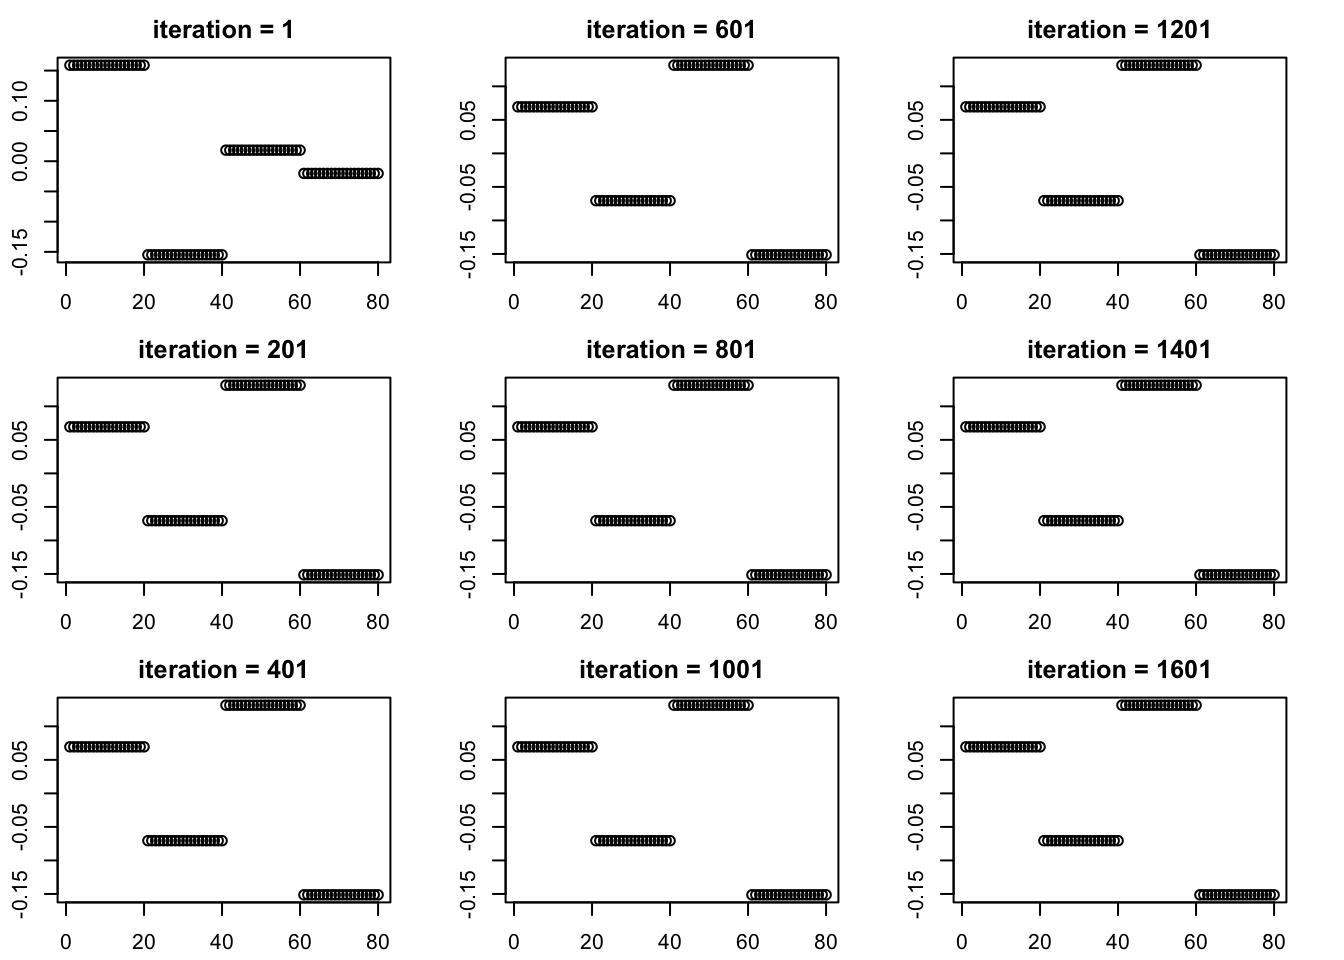 iteration = 1
0.10
0.00
-0.15
0 20 40 60 80
iteration = 601
0.05
-0.05
-0.15
0 20 40 60 80
iteration = 1201
0.05
-0.05
-0.15
0 20 40 60 80
iteration = 201
0.05
-0.05
-0.15
0 20 40 60 80
iteration = 801
0.05
-0.05
-0.15
0 20 40 60 80
iteration = 1401
0.05
-0.05
-0.15
0 20 40 60 80
iteration = 401
0.05
-0.05
-0.15
0 20 40 60 80
iteration = 1001
0.05
-0.05
-0.15
0 20 40 60 80
iteration = 1601
0.05
-0.05
-0.15
0 20 40 60 80